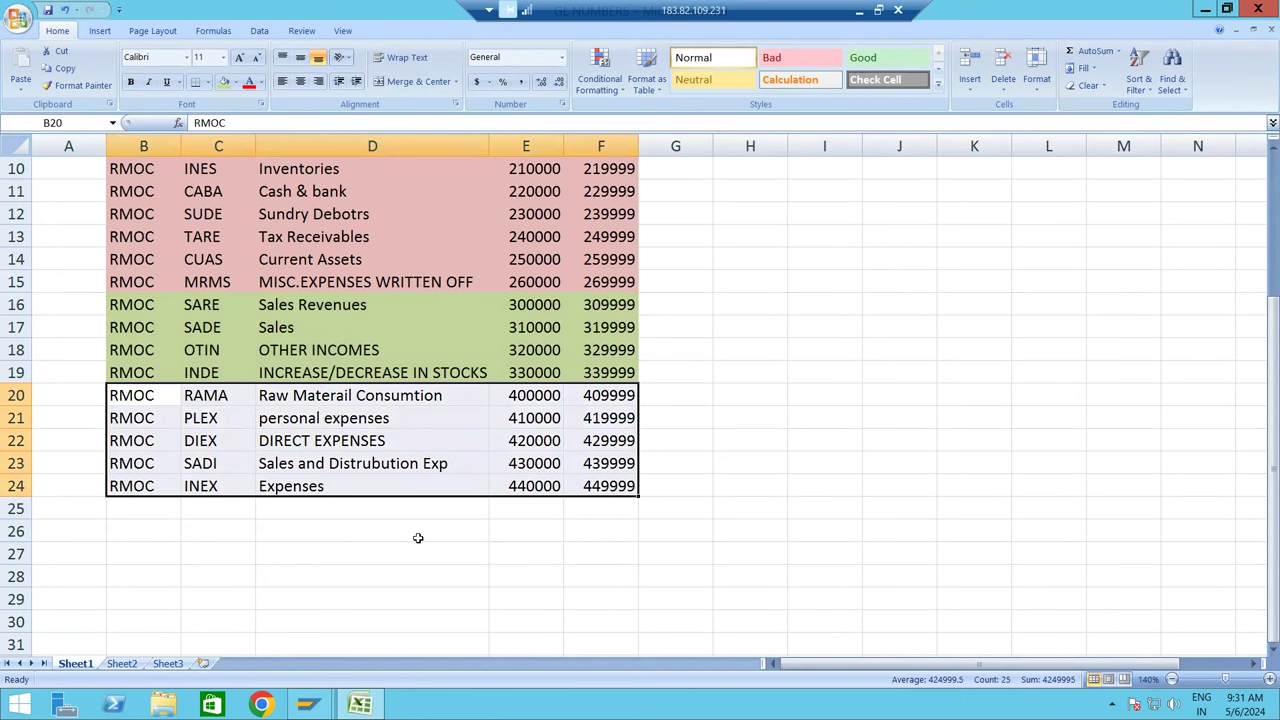 GL NUMBERS - Mi
183.82.109.231
Home Insert Page Layout Formulas Data Review View
Paste
Cut
Copy
Format Painter
Clipboard
Calibri 11
B I U
Font
Wrap Text
Merge & Center
Alignment
General
$ % ,
Number
Conditional Formatting
Format as Table
Normal Bad Good
Neutral Calculation Check Cell
Styles
Insert Delete Format
Cells
AutoSum
Fill
Clear
Sort & Filter
Find & Select
Editing
B20 fx RMOC
A B C D E F G H I J K L M N
10 RMOC INES Inventories 210000 219999
11 RMOC CABA Cash & bank 220000 229999
12 RMOC SUDE Sundry Debotrs 230000 239999
13 RMOC TARE Tax Receivables 240000 249999
14 RMOC CUAS Current Assets 250000 259999
15 RMOC MRMS MISC.EXPENSES WRITTEN OFF 260000 269999
16 RMOC SARE Sales Revenues 300000 309999
17 RMOC SADE Sales 310000 319999
18 RMOC OTIN OTHER INCOMES 320000 329999
19 RMOC INDE INCREASE/DECREASE IN STOCKS 330000 339999
20 RMOC RAMA Raw Materail Consumtion 400000 409999
21 RMOC PLEX personal expenses 410000 419999
22 RMOC DIEX DIRECT EXPENSES 420000 429999
23 RMOC SADI Sales and Distrubution Exp 430000 439999
24 RMOC INEX Expenses 440000 449999
25
26
27
28
29
30
31
Sheet1 Sheet2 Sheet3
Ready Average: 424999.5 Count: 25 Sum: 4249995 140%
ENG 9:31 AM
IN 5/6/2024